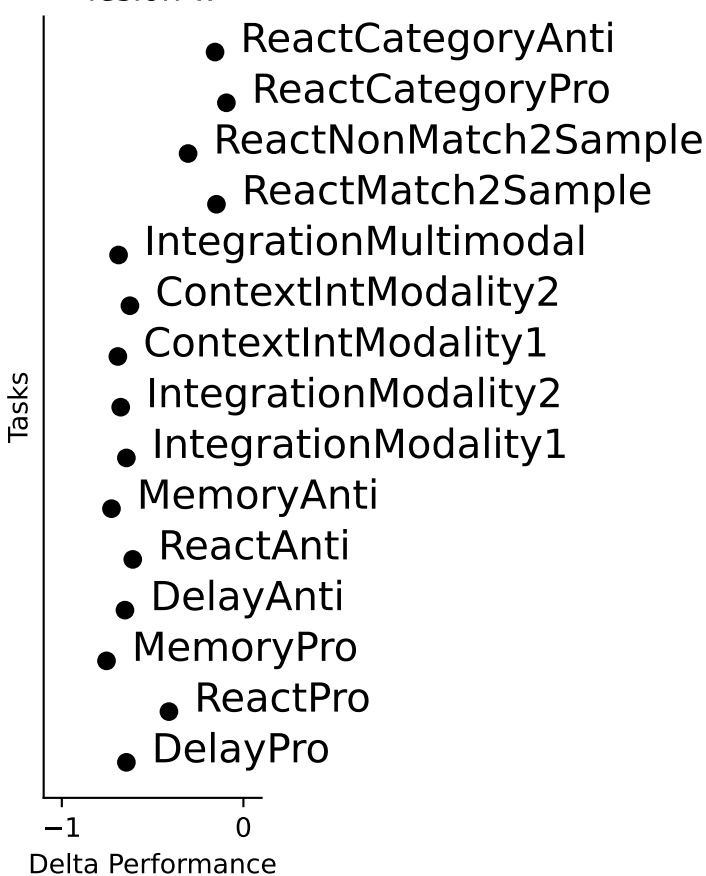 ReactCategoryAnti
ReactCategoryPro
ReactNonMatch2Sample
ReactMatch2Sample
IntegrationMultimodal
ContextIntModality2
ContextIntModality1
IntegrationModality2
IntegrationModality1
MemoryAnti
ReactAnti
DelayAnti
MemoryPro
ReactPro
DelayPro
Tasks
−1 0
Delta Performance